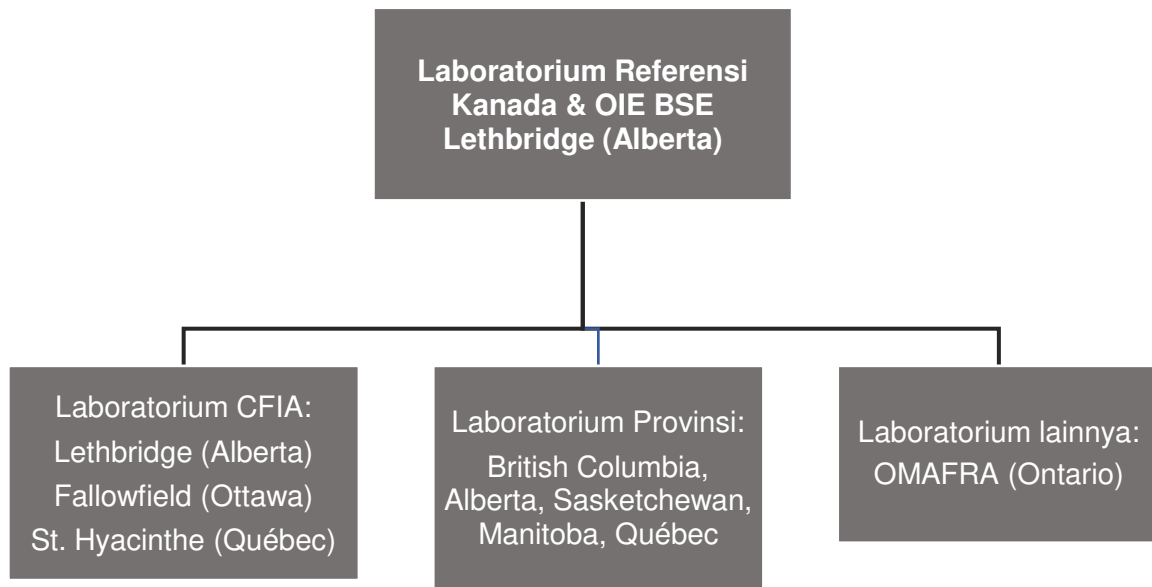 Laboratorium Referensi
Kanada & OIE BSE
Lethbridge (Alberta)
Laboratorium CFIA:
Lethbridge (Alberta)
Fallowfield (Ottawa)
St. Hyacinthe (Québec)
Laboratorium Provinsi:
British Columbia,
Alberta, Sasketchewan,
Manitoba, Québec
Laboratorium lainnya:
OMAFRA (Ontario)